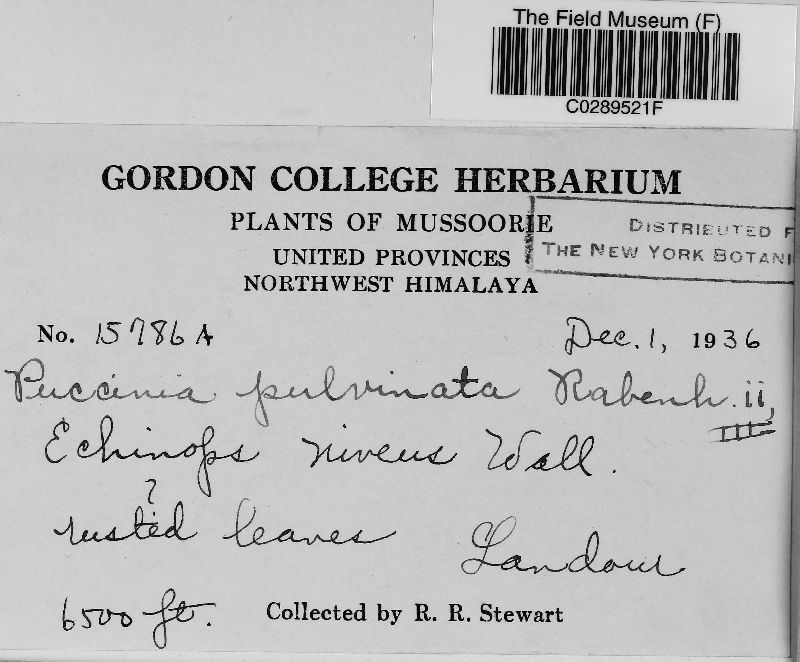 The Field Museum (F)
C0289521F
GORDON COLLEGE HERBARIUM
PLANTS OF MUSSOORIE
UNITED PROVINCES
NORTHWEST HIMALAYA
DISTRIBUTED F
THE NEW YORK BOTANI
No. 15786 A Dec. 1, 1936
Puccinia pulvinata Rabenh. ii,
III
Echinops niveus Wall.
?
rusted leaves Landour
6500 ft. Collected by R. R. Stewart